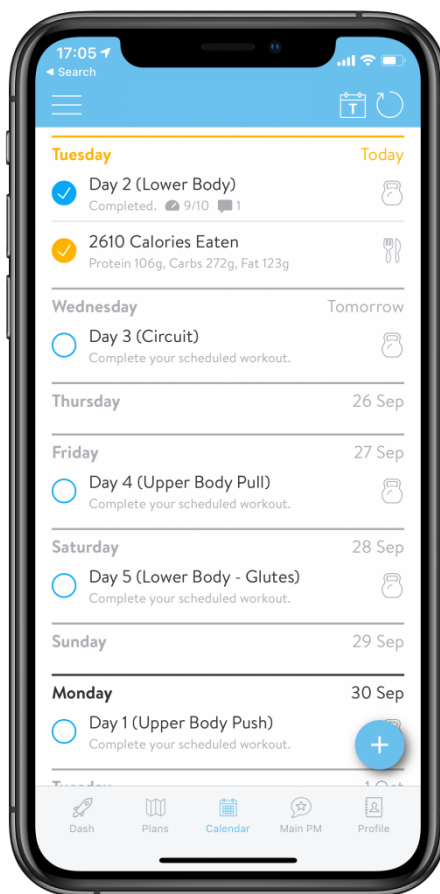 17:05
◀ Search
T
Tuesday Today
Day 2 (Lower Body)
Completed. 9/10 1
2610 Calories Eaten
Protein 106g, Carbs 272g, Fat 123g
Wednesday Tomorrow
Day 3 (Circuit)
Complete your scheduled workout.
Thursday 26 Sep
Friday 27 Sep
Day 4 (Upper Body Pull)
Complete your scheduled workout.
Saturday 28 Sep
Day 5 (Lower Body - Glutes)
Complete your scheduled workout.
Sunday 29 Sep
Monday 30 Sep
Day 1 (Upper Body Push)
Complete your scheduled workout.
Tuesday 1 Oct
Dash Plans Calendar Main PM Profile